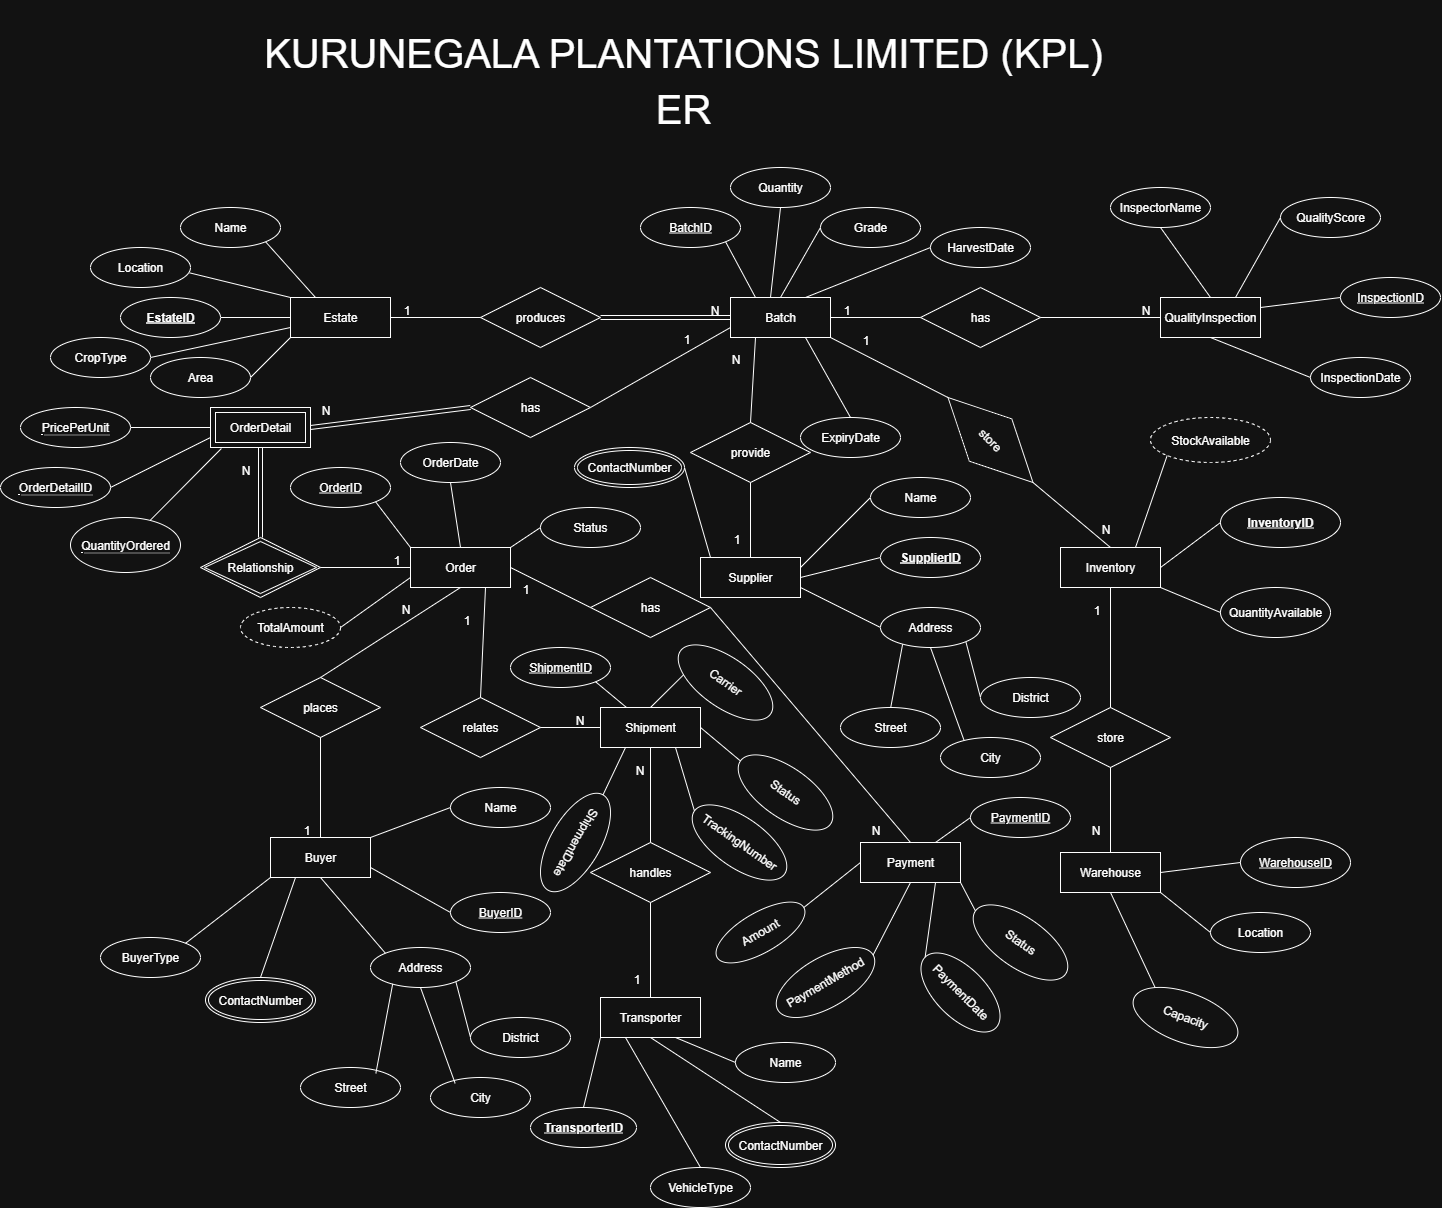 KURUNEGALA PLANTATIONS LIMITED (KPL)
ER
Quantity
BatchID
Grade
HarvestDate
InspectorName
QualityScore
InspectionID
InspectionDate
Name
Location
EstateID
CropType
Area
Estate
1
produces
N
Batch
1
has
N
QualityInspection
1
N
1
has
N
OrderDetail
PricePerUnit
OrderDetailID
QuantityOrdered
N
Relationship
1
OrderID
OrderDate
Status
Order
TotalAmount
N
1
1
provide
ExpiryDate
ContactNumber
1
Supplier
Name
SupplierID
Address
Street
City
District
store
N
StockAvailable
InventoryID
Inventory
QuantityAvailable
1
store
N
Warehouse
WarehouseID
Location
Capacity
has
places
1
relates
N
ShipmentID
Carrier
Shipment
Status
ShipmentDate
TrackingNumber
N
handles
1
Transporter
Name
TransporterID
ContactNumber
VehicleType
N
PaymentID
Payment
Amount
PaymentMethod
PaymentDate
Status
Name
Buyer
BuyerID
BuyerType
ContactNumber
Address
District
Street
City